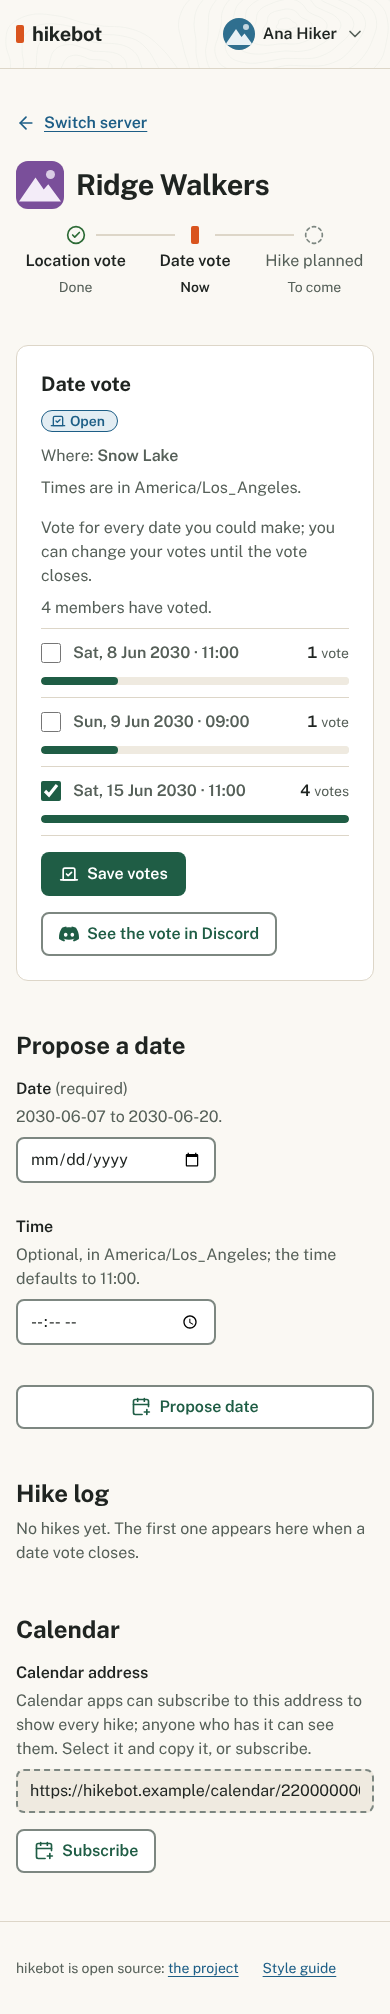 hikebot
Ana Hiker
Switch server
Ridge Walkers
Location vote
Date vote
Hike planned
Done
Now
To come
Date vote
Open
Where: Snow Lake
Times are in America/Los_Angeles.
Vote for every date you could make; you
can change your votes until the vote
closes.
4 members have voted.
Sat, 8 Jun 2030 · 11:00 1 vote
Sun, 9 Jun 2030 · 09:00 1 vote
Sat, 15 Jun 2030 · 11:00 4 votes
Save votes
See the vote in Discord
Propose a date
Date (required)
2030-06-07 to 2030-06-20.
mm/dd/yyyy
Time
Optional, in America/Los_Angeles; the time
defaults to 11:00.
--:-- --
Propose date
Hike log
No hikes yet. The first one appears here when a
date vote closes.
Calendar
Calendar address
Calendar apps can subscribe to this address to
show every hike; anyone who has it can see
them. Select it and copy it, or subscribe.
https://hikebot.example/calendar/220000000
Subscribe
hikebot is open source: the project
Style guide